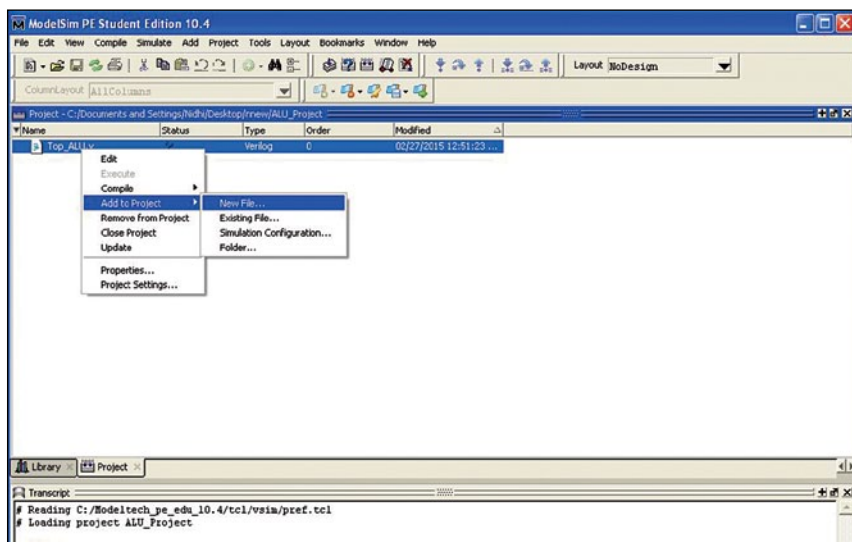 ModelSim PE Student Edition 10.4
File Edit View Compile Simulate Add Project Tools Layout Bookmarks Window Help
Layout NoDesign
ColumnLayout AllColumns
Project - C:/Documents and Settings/Nidhi/Desktop/rnew/ALU_Project
Name Status Type Order Modified
Top_ALU.v Verilog 0 02/27/2015 12:51:23 ...
Edit
Execute
Compile
Add to Project New File...
Remove from Project Existing File...
Close Project Simulation Configuration...
Update Folder...
Properties...
Project Settings...
Library Project
Transcript
# Reading C:/Modeltech_pe_edu_10.4/tcl/vsim/pref.tcl
# Loading project ALU_Project